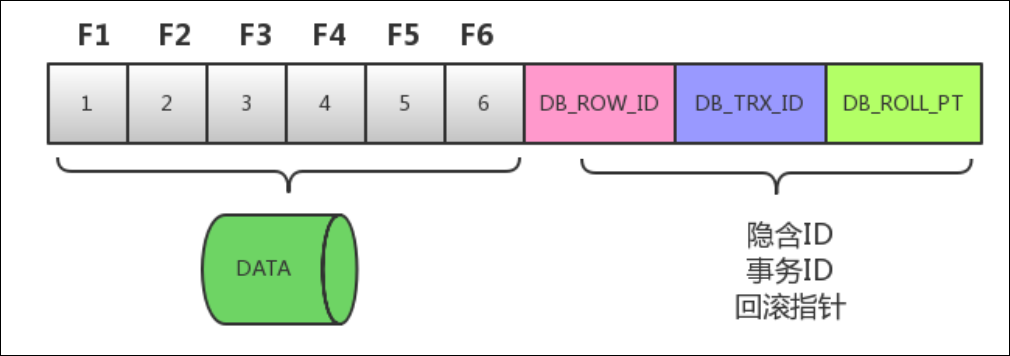 F1 F2 F3 F4 F5 F6
1 2 3 4 5 6 DB_ROW_ID DB_TRX_ID DB_ROLL_PT
DATA
隐含ID
事务ID
回滚指针